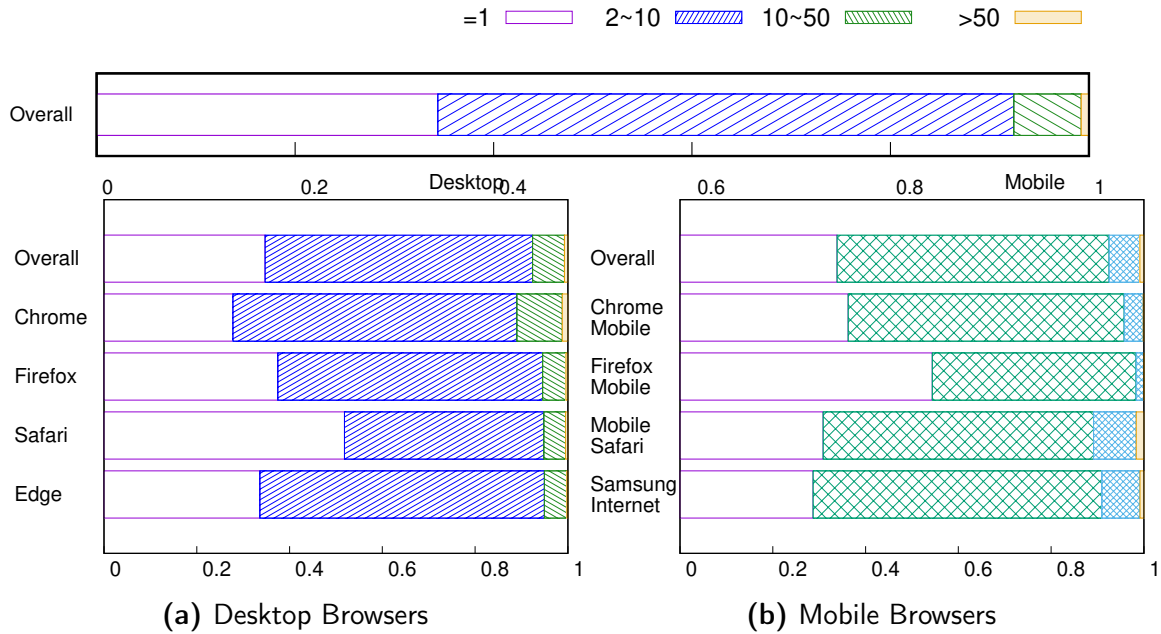 =1 2~10 10~50 >50
Overall
0 0.2 Desktop 0.4 0.6 0.8 Mobile 1
Overall
Chrome
Firefox
Safari
Edge
0 0.2 0.4 0.6 0.8 1
(a) Desktop Browsers
Overall
Chrome
Mobile
Firefox
Mobile
Mobile
Safari
Samsung
Internet
0 0.2 0.4 0.6 0.8 1
(b) Mobile Browsers